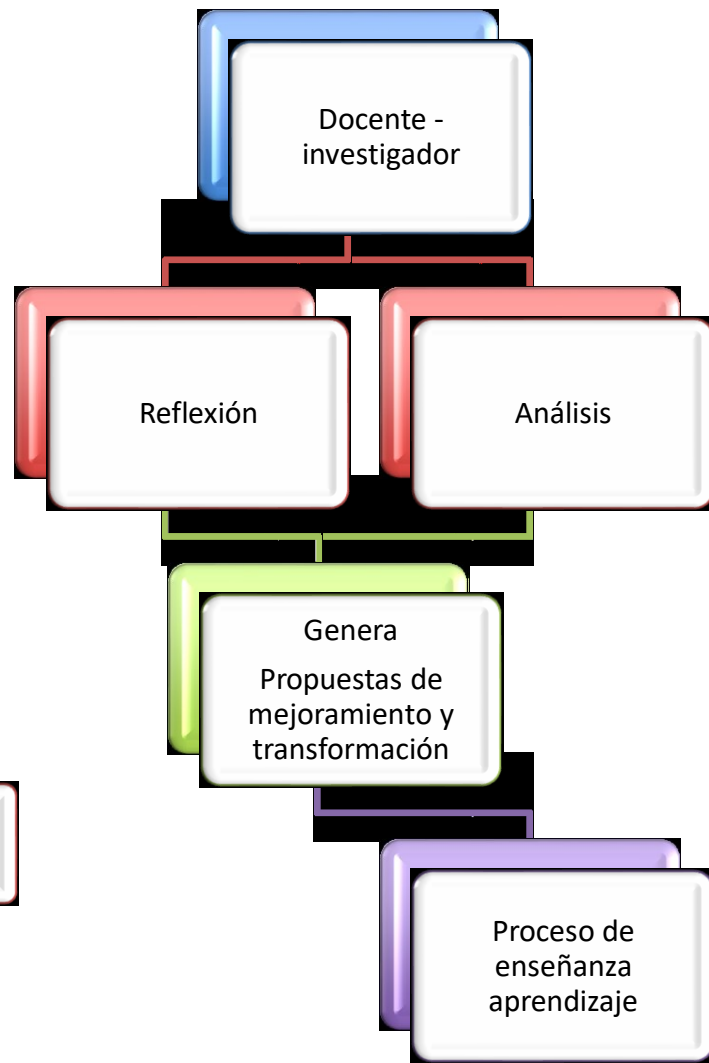 Docente -
investigador
Reflexión
Análisis
Genera
Propuestas de
mejoramiento y
transformación
Proceso de
enseñanza
aprendizaje